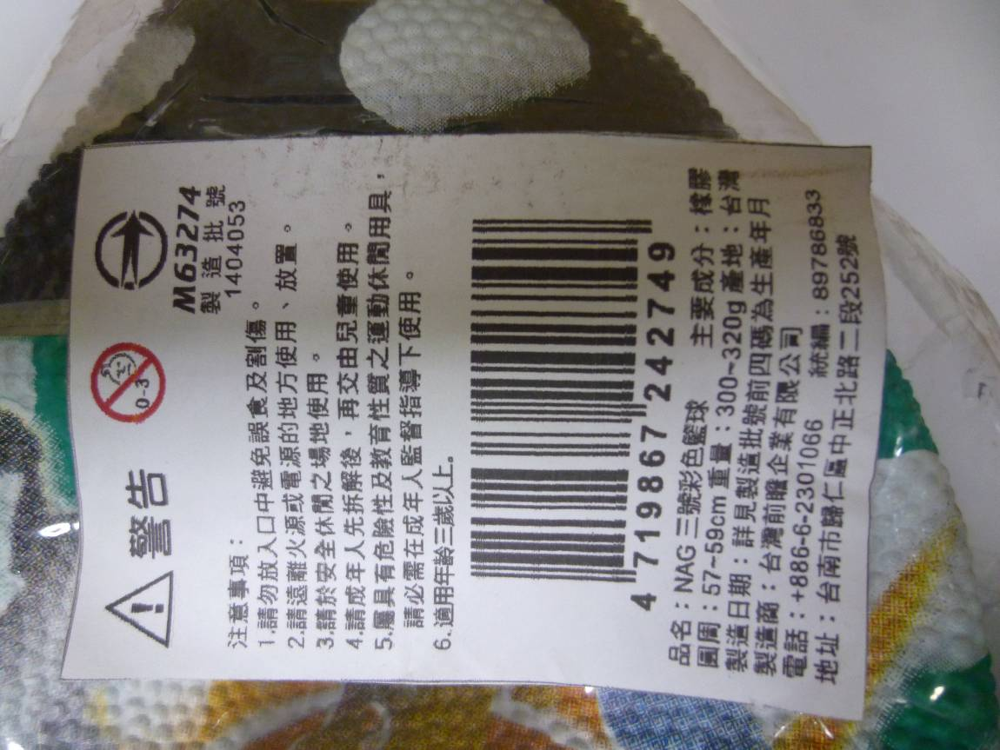 警告
0-3
M63274
製造批號
1404053
注意事項：
1.請勿放入口中避免誤食及割傷。
2.請遠離火源或電源的地方使用、放置。
3.請於安全休閒之場地使用。
4.請成年人先拆解後，再交由兒童使用。
5.屬具有危險性及教育性質之運動休閒用具，
請必需在成年人監督指導下使用。
6.適用年齡三歲以上。
4 719867 242749
品名：NAG 三號彩色籃球 主要成分：橡膠
圓周：57~59cm 重量：300~320g 產地：台灣
製造日期：詳見製造批號前四碼為生產年月
製造商：台灣前瞻企業有限公司
電話：+886-6-2301066 統編：89786833
地址：台南市歸仁區中正北路二段252號